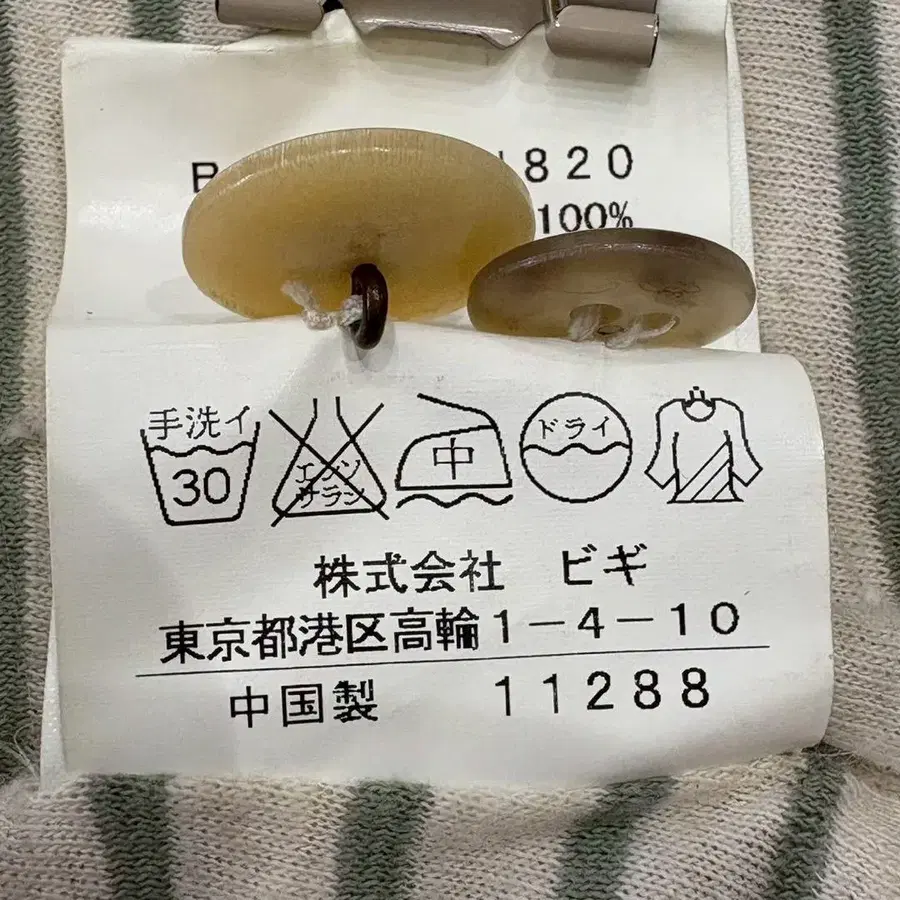 820
100%
手洗イ
30
エンソ
サラシ
中
ドライ
株式会社 ビギ
東京都港区高輪1-4-10
中国製 11288